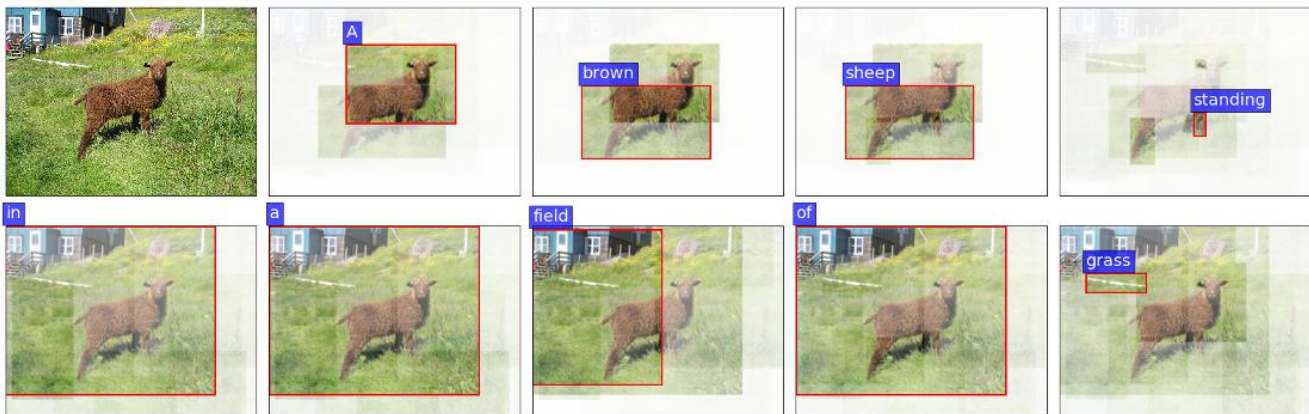 A
brown
sheep
standing
in
a
field
of
grass